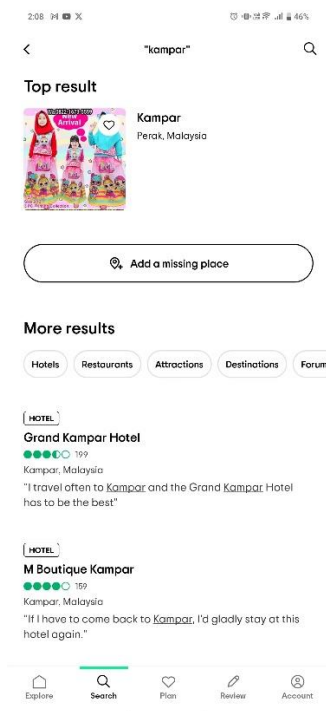 2:08
"kampar"
Top result
New
Arrival
Kampar
Perak, Malaysia
Add a missing place
More results
Hotels
Restaurants
Attractions
Destinations
Forum
HOTEL
Grand Kampar Hotel
199
Kampar, Malaysia
"I travel often to Kampar and the Grand Kampar Hotel
has to be the best"
HOTEL
M Boutique Kampar
159
Kampar, Malaysia
"If I have to come back to Kampar, I'd gladly stay at this
hotel again."
46%
Explore
Search
Plan
Review
Account